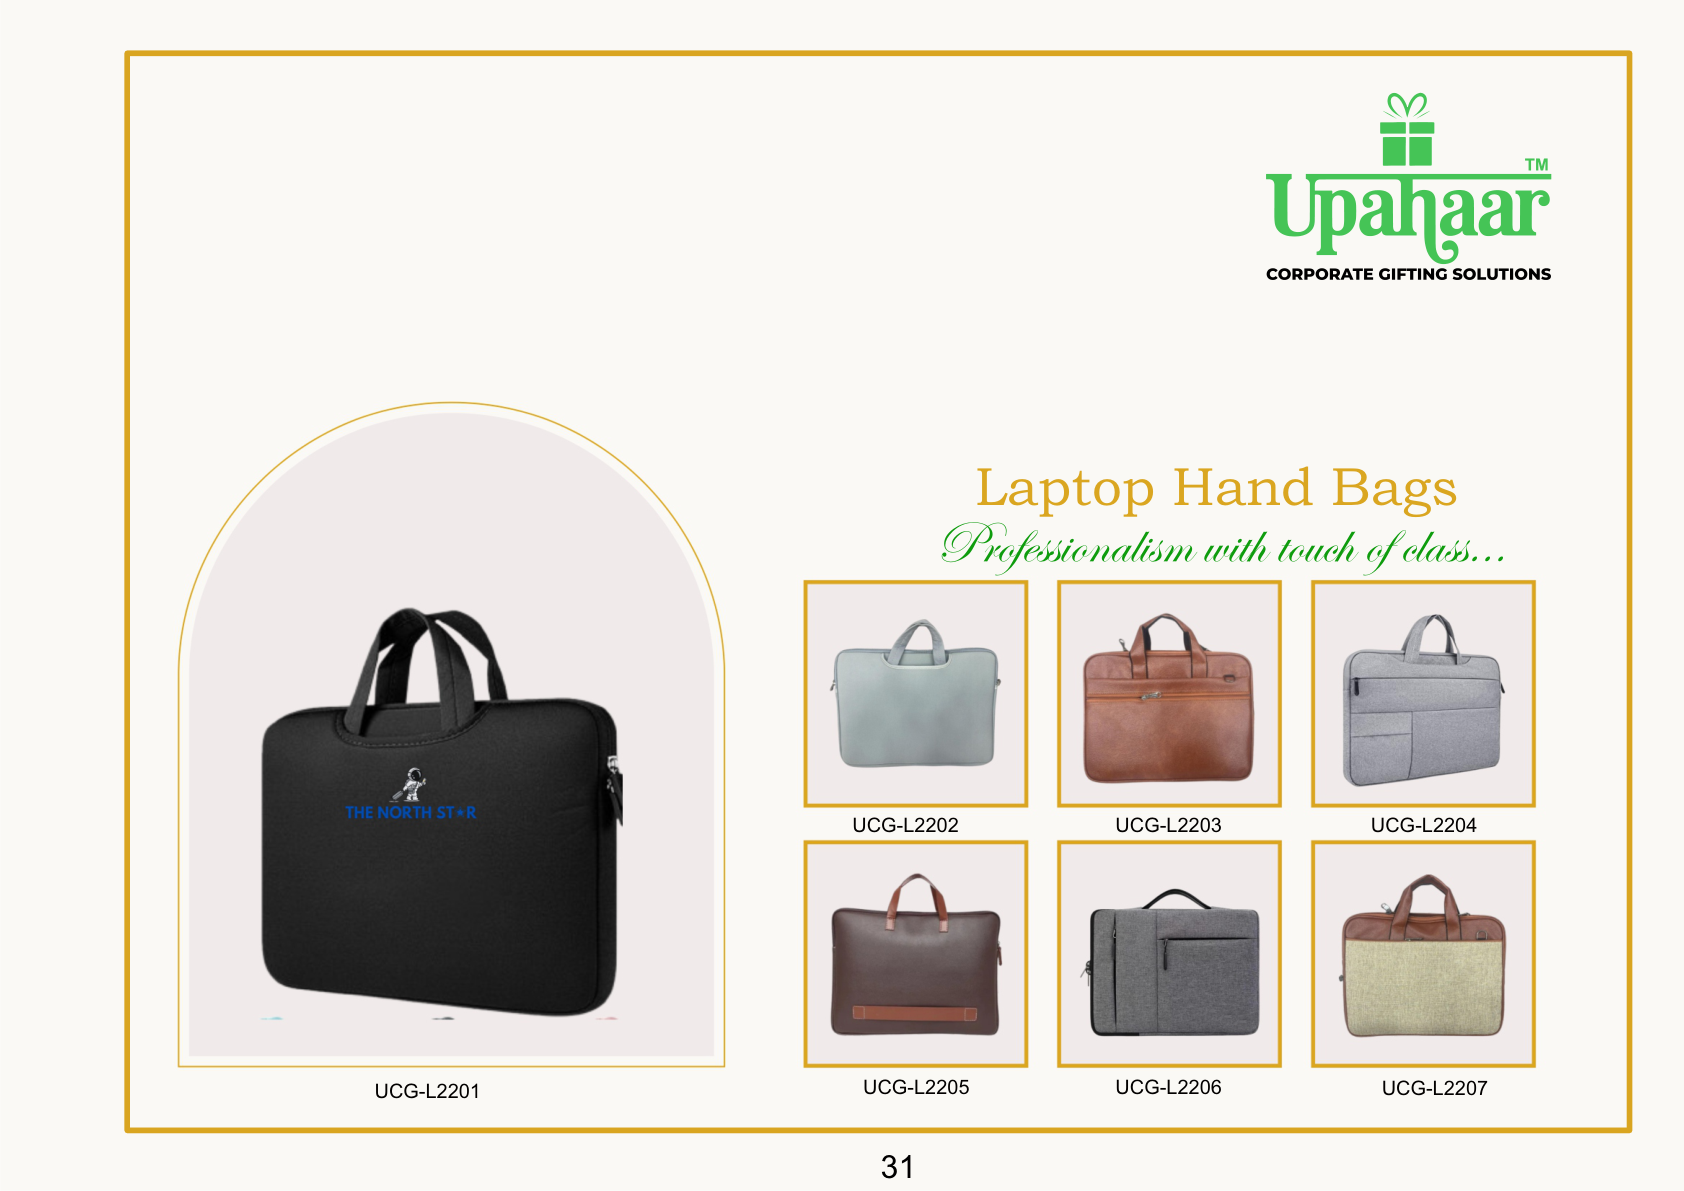 TM
Upahaar
CORPORATE GIFTING SOLUTIONS
Laptop Hand Bags
Professionalism with touch of class...
THE NORTH ST★R
UCG-L2201
UCG-L2202
UCG-L2203
UCG-L2204
UCG-L2205
UCG-L2206
UCG-L2207
31